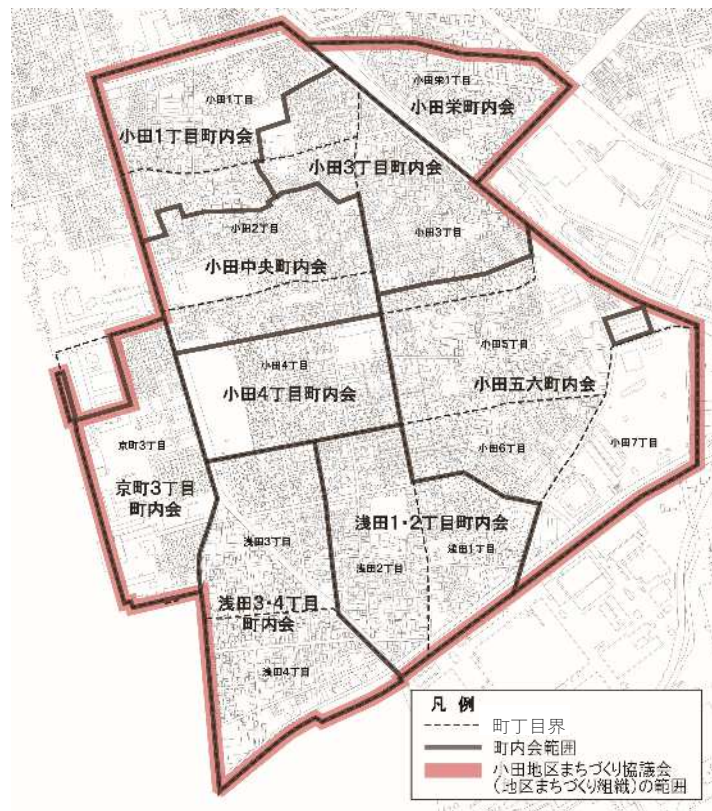 小田栄1丁目
小田栄町内会
小田1丁目
小田1丁目町内会
小田3丁目町内会
小田2丁目
小田3丁目
小田中央町内会
小田5丁目
小田4丁目
小田五六町内会
小田4丁目町内会
京町3丁目
小田6丁目
小田7丁目
京町3丁目
町内会
浅田1・2丁目町内会
浅田3丁目
浅田2丁目
浅田1丁目
浅田3・4丁目
町内会
浅田4丁目
凡 例
町丁目界
町内会範囲
小田地区まちづくり協議会
(地区まちづくり組織)の範囲